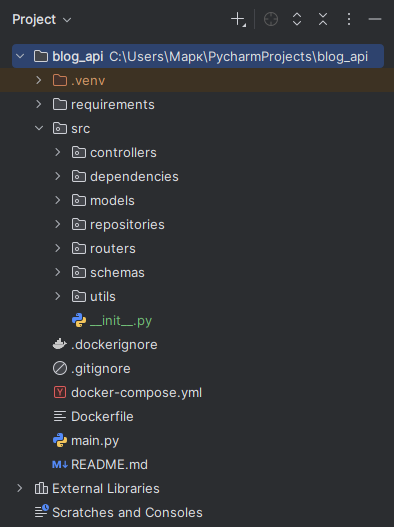 Project
blog_api C:\Users\Марк\PycharmProjects\blog_api
.venv
requirements
src
controllers
dependencies
models
repositories
routers
schemas
utils
__init__.py
.dockerignore
.gitignore
Y docker-compose.yml
Dockerfile
main.py
M↓ README.md
External Libraries
Scratches and Consoles